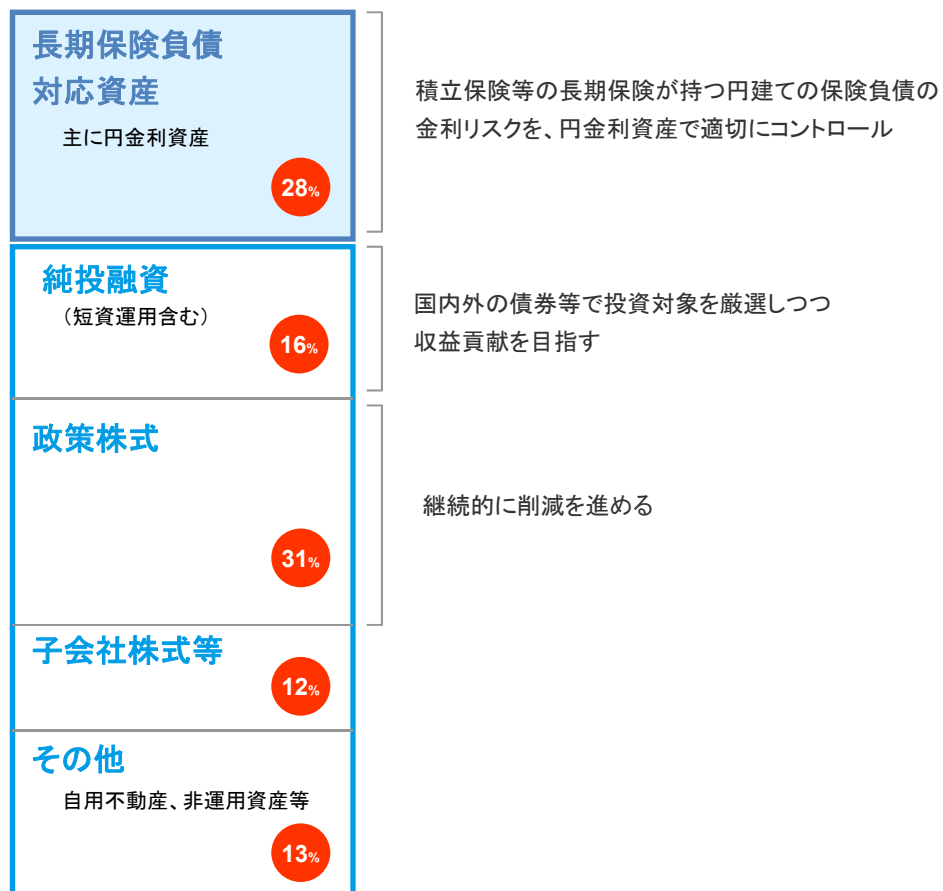 長期保険負債
対応資産
主に円金利資産
28%
積立保険等の長期保険が持つ円建ての保険負債の
金利リスクを、円金利資産で適切にコントロール
純投融資
（短資運用含む）
16%
国内外の債券等で投資対象を厳選しつつ
収益貢献を目指す
政策株式
31%
継続的に削減を進める
子会社株式等
12%
その他
自用不動産、非運用資産等
13%